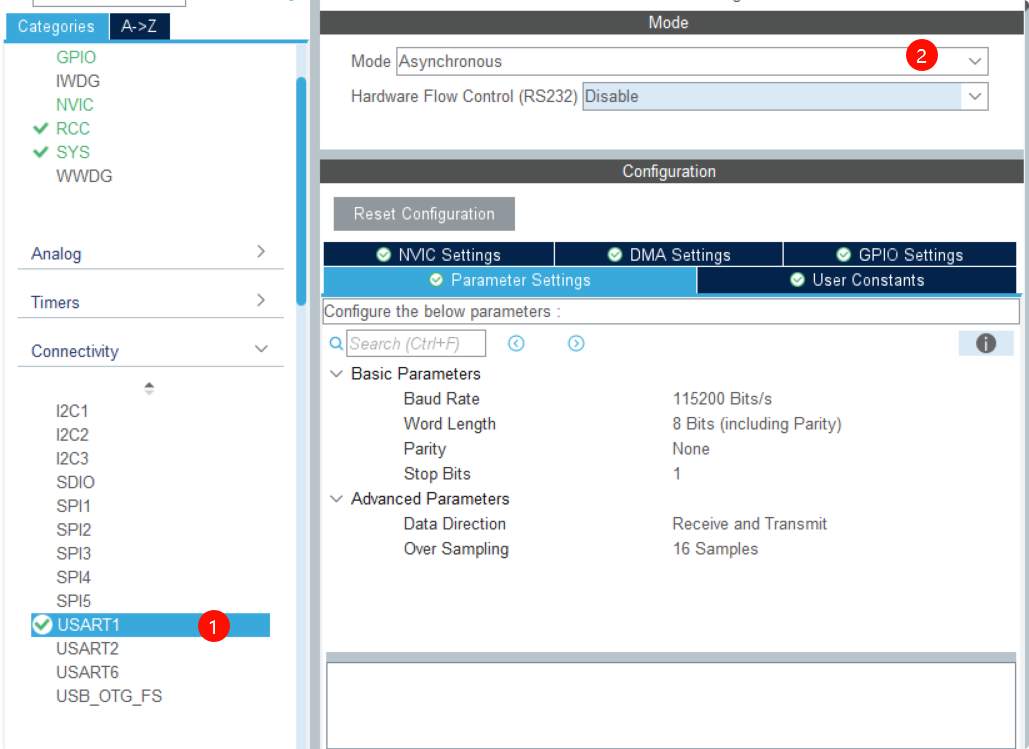 Categories
A->Z
GPIO
IWDG
NVIC
RCC
SYS
WWDG
Analog
Timers
Connectivity
I2C1
I2C2
I2C3
SDIO
SPI1
SPI2
SPI3
SPI4
SPI5
USART1 1
USART2
USART6
USB_OTG_FS
Mode
Mode Asynchronous 2
Hardware Flow Control (RS232) Disable
Configuration
Reset Configuration
NVIC Settings DMA Settings GPIO Settings
Parameter Settings User Constants
Configure the below parameters :
Search (Ctrl+F)
Basic Parameters
Baud Rate 115200 Bits/s
Word Length 8 Bits (including Parity)
Parity None
Stop Bits 1
Advanced Parameters
Data Direction Receive and Transmit
Over Sampling 16 Samples